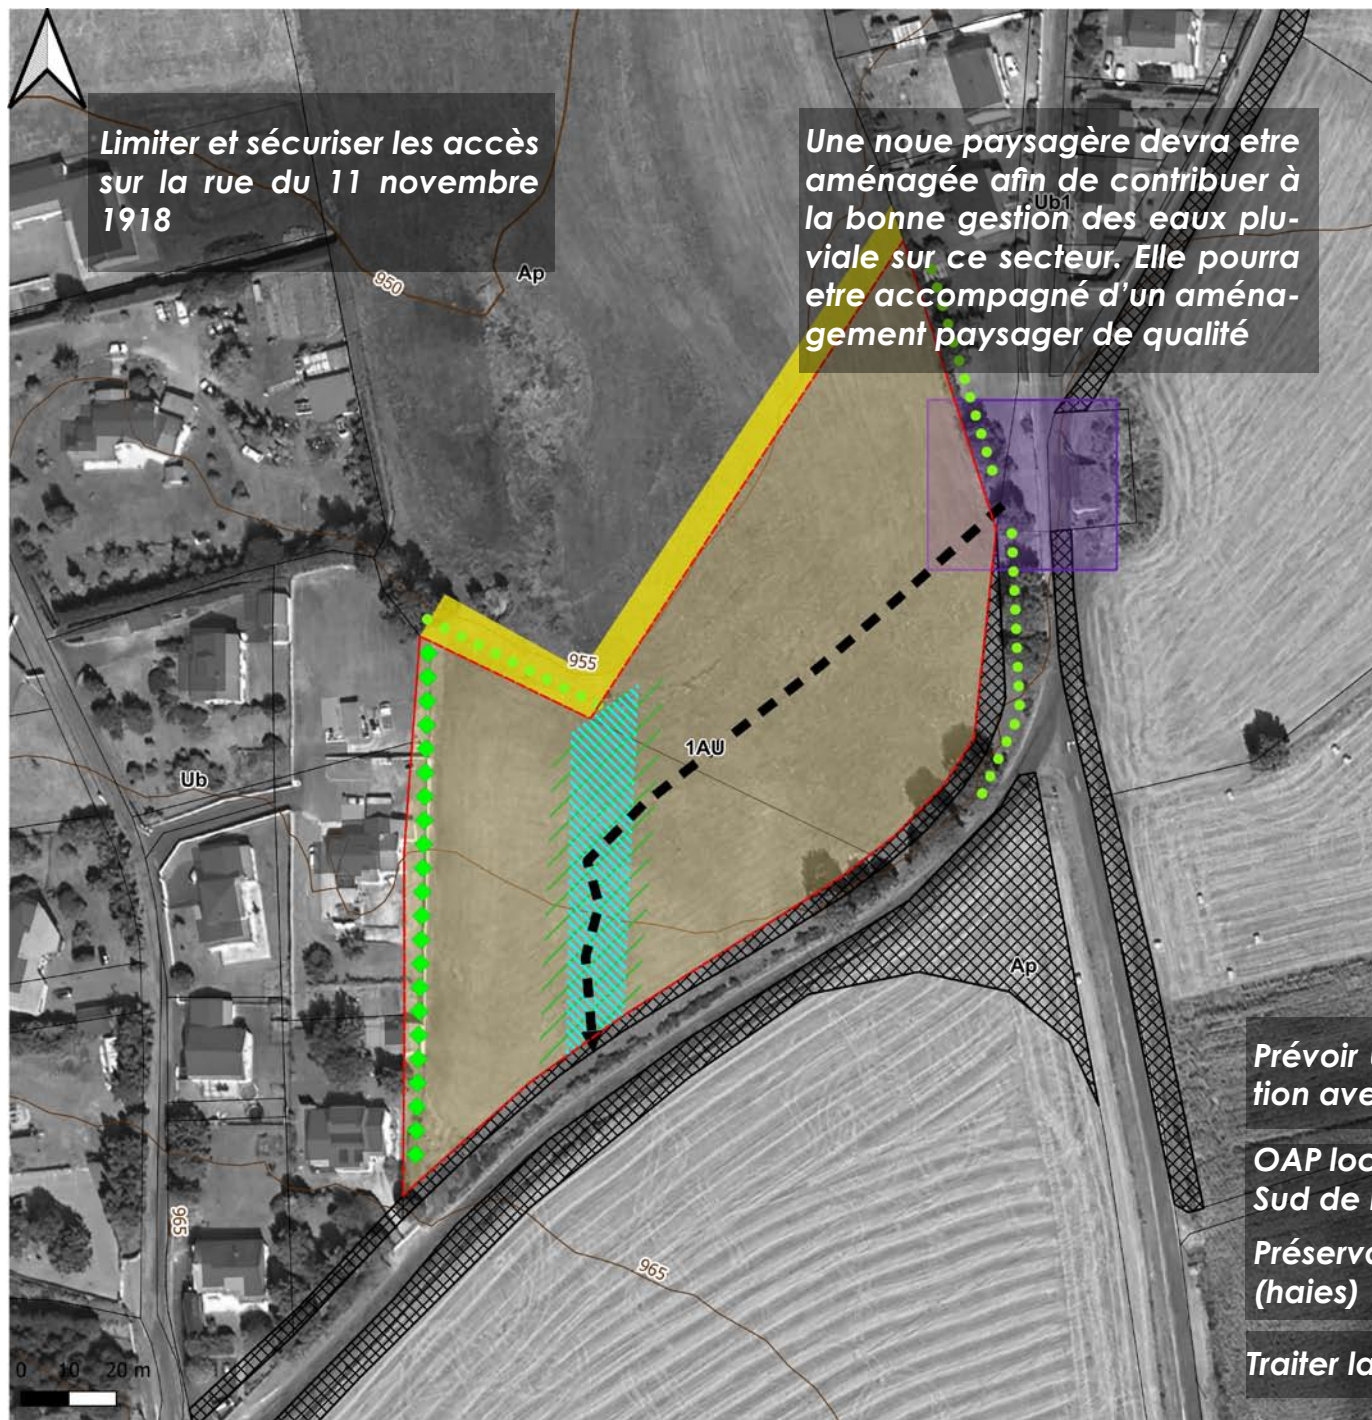 Limiter et sécuriser les accès
sur la rue du 11 novembre
1918
Une noue paysagère devra etre
aménagée afin de contribuer à
la bonne gestion des eaux plu-
viale sur ce secteur. Elle pourra
etre accompagné d'un aména-
gement paysager de qualité
Ub1
Ap
950
955
1AU
Ub
Ap
965
965
Prévoir
tion ave
OAP loc
Sud de
Préserva
(haies)
Traiter la
0 10 20 m